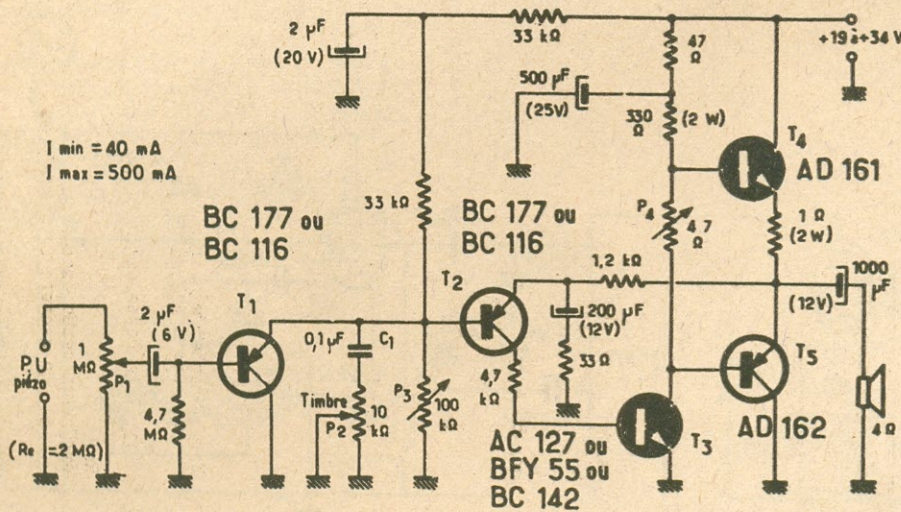 2 µF
(20 V)
33 kΩ
47
Ω
+19 à +34 V
500 µF
(25V)
330
Ω
(2 W)
T4
AD 161
I min = 40 mA
I max = 500 mA
33 kΩ
BC 177 ou
BC 116
BC 177 ou
BC 116
P4
4,7
Ω
1 Ω
(2W)
1,2 kΩ
1000
µF
(12V)
2 µF
(6 V)
T1
T2
200 µF
(12V)
33 Ω
0,1 µF
C1
T5
P.U
piézo
1
MΩ
P1
4,7
MΩ
Timbre
P2
10
kΩ
P3
100
kΩ
4,7
kΩ
T3
AD 162
4 Ω
(Re =2 MΩ)
AC 127 ou
BFY 55 ou
BC 142